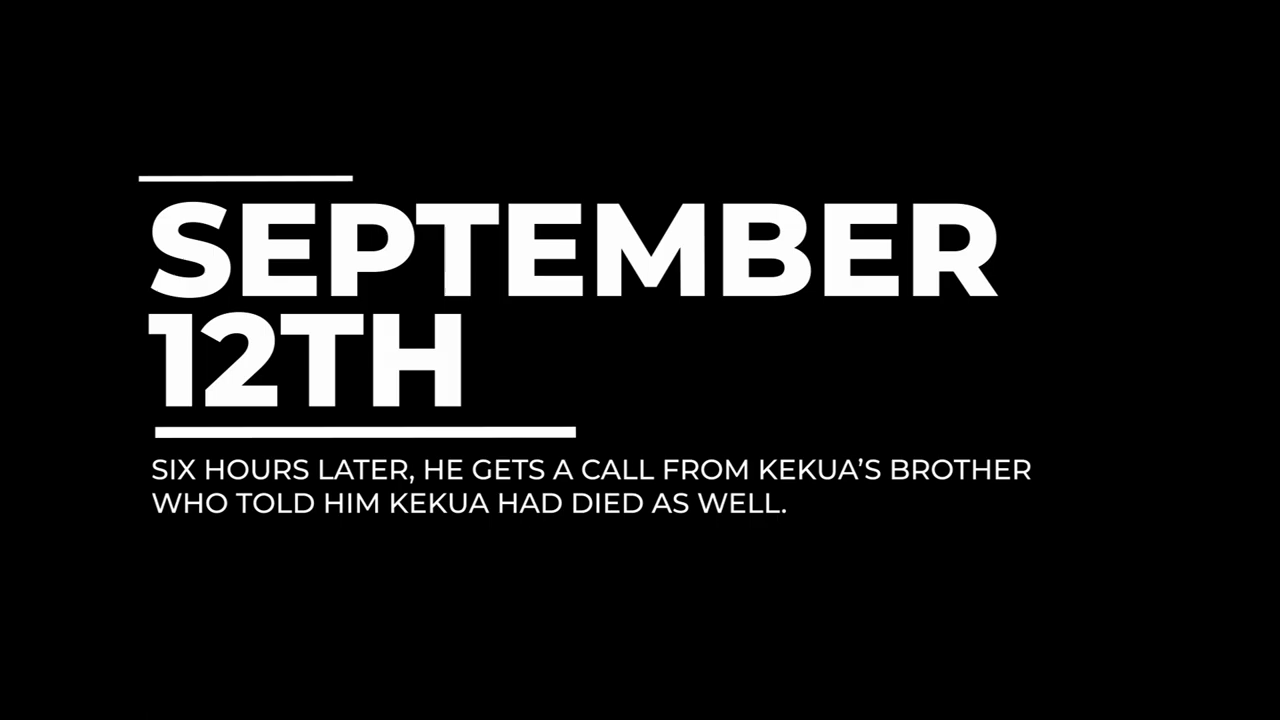 SEPTEMBER
12TH
SIX HOURS LATER, HE GETS A CALL FROM KEKUA'S BROTHER
WHO TOLD HIM KEKUA HAD DIED AS WELL.